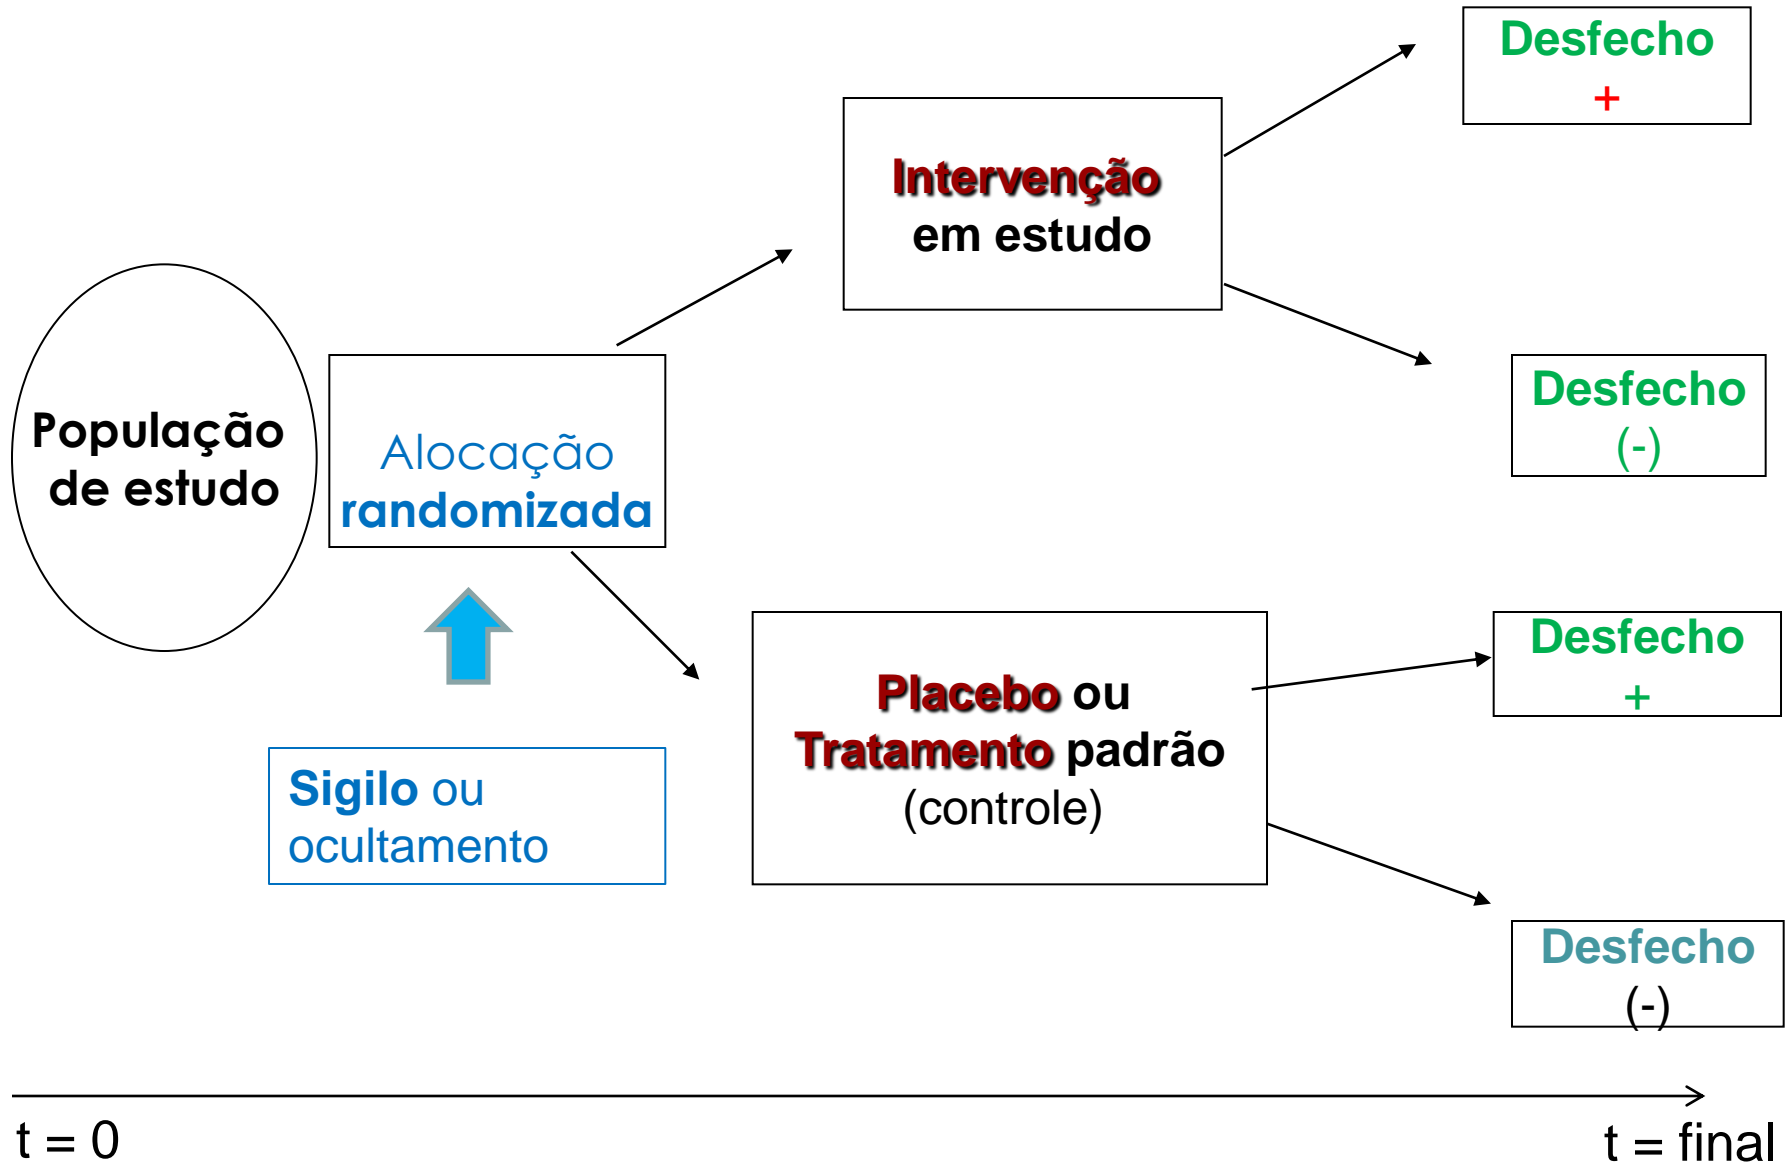 Desfecho
+
Intervenção
em estudo
Desfecho
(-)
População
de estudo
Alocação
randomizada
Sigilo ou
ocultamento
Placebo ou
Tratamento padrão
(controle)
Desfecho
+
Desfecho
(-)
t = 0
t = final